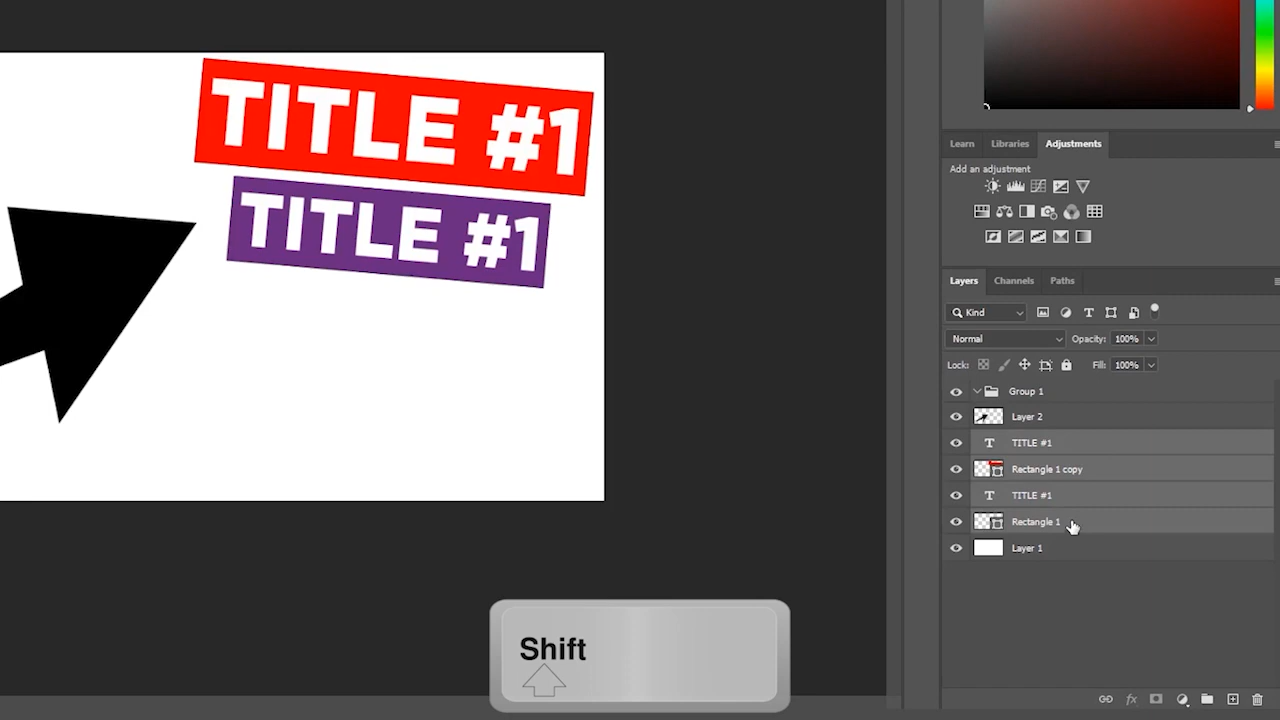 TITLE #1
TITLE #1
Learn Libraries Adjustments
Add an adjustment
Layers Channels Paths
Kind
Normal Opacity: 100%
Lock: Fill: 100%
Group 1
Layer 2
T TITLE #1
Rectangle 1 copy
T TITLE #1
Rectangle 1
Layer 1
Shift
fx